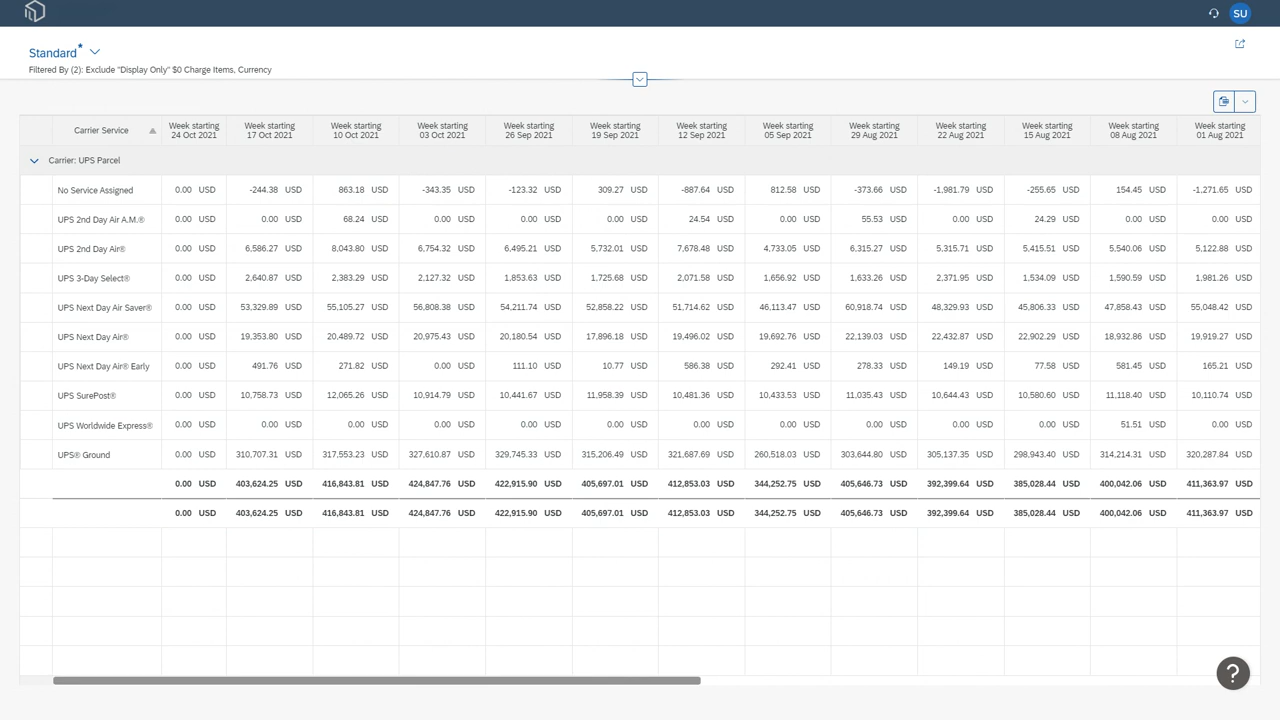 SU
Standard*
Filtered By (2): Exclude "Display Only" $0 Charge Items, Currency
Carrier Service Week starting 24 Oct 2021 Week starting 17 Oct 2021 Week starting 10 Oct 2021 Week starting 03 Oct 2021 Week starting 26 Sep 2021 Week starting 19 Sep 2021 Week starting 12 Sep 2021 Week starting 05 Sep 2021 Week starting 29 Aug 2021 Week starting 22 Aug 2021 Week starting 15 Aug 2021 Week starting 08 Aug 2021 Week starting 01 Aug 2021
Carrier: UPS Parcel
No Service Assigned 0.00 USD -244.38 USD 863.18 USD -343.35 USD -123.32 USD 309.27 USD -887.64 USD 812.58 USD -373.66 USD -1,981.79 USD -255.65 USD 154.45 USD -1,271.65 USD
UPS 2nd Day Air A.M.® 0.00 USD 0.00 USD 68.24 USD 0.00 USD 0.00 USD 0.00 USD 24.54 USD 0.00 USD 55.53 USD 0.00 USD 24.29 USD 0.00 USD 0.00 USD
UPS 2nd Day Air® 0.00 USD 6,586.27 USD 8,043.80 USD 6,754.32 USD 6,495.21 USD 5,732.01 USD 7,678.48 USD 4,733.05 USD 6,315.27 USD 5,315.71 USD 5,415.51 USD 5,540.06 USD 5,122.88 USD
UPS 3-Day Select® 0.00 USD 2,640.87 USD 2,383.29 USD 2,127.32 USD 1,853.63 USD 1,725.68 USD 2,071.58 USD 1,656.92 USD 1,633.26 USD 2,371.95 USD 1,534.09 USD 1,590.59 USD 1,981.26 USD
UPS Next Day Air Saver® 0.00 USD 53,329.89 USD 55,105.27 USD 56,808.38 USD 54,211.74 USD 52,858.22 USD 51,714.62 USD 46,113.47 USD 60,918.74 USD 48,329.93 USD 45,806.33 USD 47,858.43 USD 55,048.42 USD
UPS Next Day Air® 0.00 USD 19,353.80 USD 20,489.72 USD 20,975.43 USD 20,180.54 USD 17,896.18 USD 19,496.02 USD 19,692.76 USD 22,139.03 USD 22,432.87 USD 22,902.29 USD 18,932.86 USD 19,919.27 USD
UPS Next Day Air® Early 0.00 USD 491.76 USD 271.82 USD 0.00 USD 111.10 USD 10.77 USD 586.38 USD 292.41 USD 278.33 USD 149.19 USD 77.58 USD 581.45 USD 165.21 USD
UPS SurePost® 0.00 USD 10,758.73 USD 12,065.26 USD 10,914.79 USD 10,441.67 USD 11,958.39 USD 10,481.36 USD 10,433.53 USD 11,035.43 USD 10,644.43 USD 10,580.60 USD 11,118.40 USD 10,110.74 USD
UPS Worldwide Express® 0.00 USD 0.00 USD 0.00 USD 0.00 USD 0.00 USD 0.00 USD 0.00 USD 0.00 USD 0.00 USD 0.00 USD 0.00 USD 51.51 USD 0.00 USD
UPS® Ground 0.00 USD 310,707.31 USD 317,553.23 USD 327,610.87 USD 329,745.33 USD 315,206.49 USD 321,687.69 USD 260,518.03 USD 303,644.80 USD 305,137.35 USD 298,943.40 USD 314,214.31 USD 320,287.84 USD
0.00 USD 403,624.25 USD 416,843.81 USD 424,847.76 USD 422,915.90 USD 405,697.01 USD 412,853.03 USD 344,252.75 USD 405,646.73 USD 392,399.64 USD 385,028.44 USD 400,042.06 USD 411,363.97 USD
0.00 USD 403,624.25 USD 416,843.81 USD 424,847.76 USD 422,915.90 USD 405,697.01 USD 412,853.03 USD 344,252.75 USD 405,646.73 USD 392,399.64 USD 385,028.44 USD 400,042.06 USD 411,363.97 USD
?